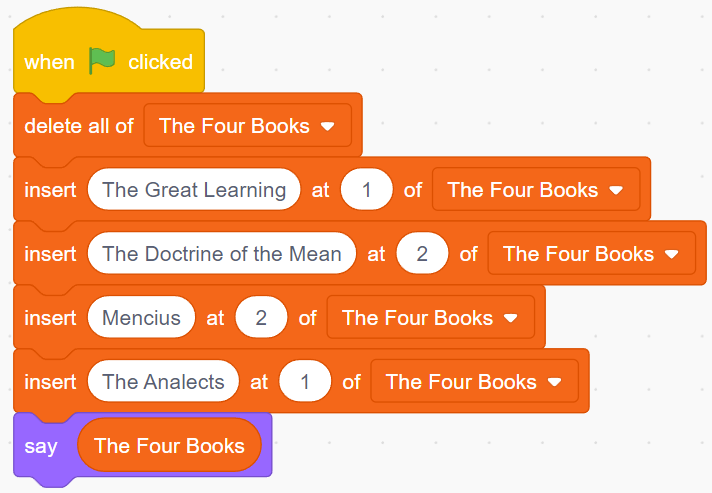 when clicked
delete all of The Four Books
insert The Great Learning at 1 of The Four Books
insert The Doctrine of the Mean at 2 of The Four Books
insert Mencius at 2 of The Four Books
insert The Analects at 1 of The Four Books
say The Four Books